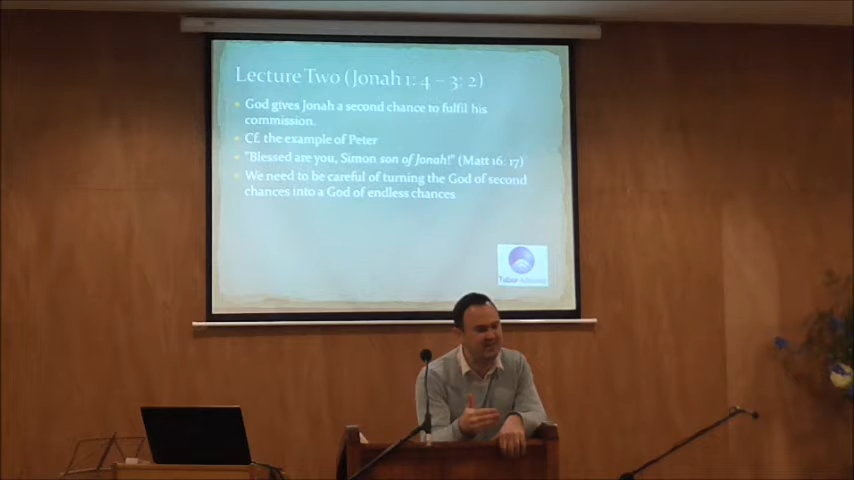 Lecture Two (Jonah 1: 4 – 3: 2)
God gives Jonah a second chance to fulfil his
commission.
Cf. the example of Peter
"Blessed are you, Simon son of Jonah!" (Matt 16: 17)
We need to be careful of turning the God of second
chances into a God of endless chances
Tabor